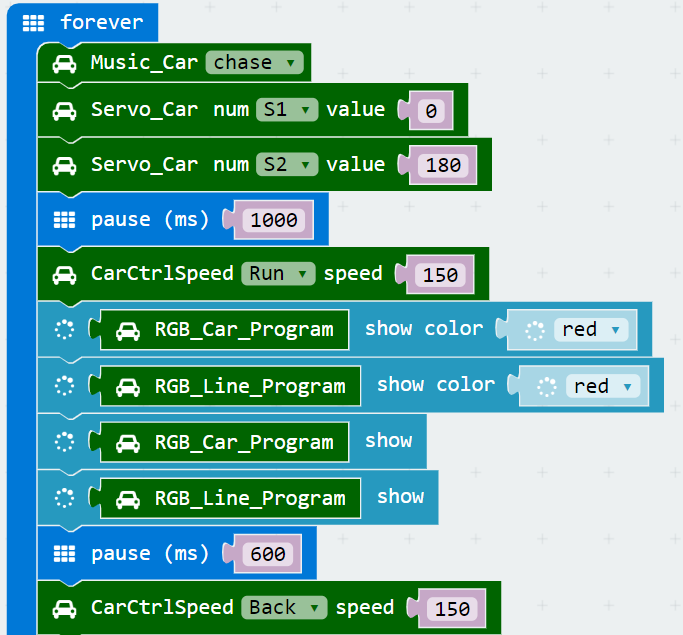 forever
Music_Car chase
Servo_Car num S1 value 0
Servo_Car num S2 value 180
pause (ms) 1000
CarCtrlSpeed Run speed 150
RGB_Car_Program show color red
RGB_Line_Program show color red
RGB_Car_Program show
RGB_Line_Program show
pause (ms) 600
CarCtrlSpeed Back speed 150